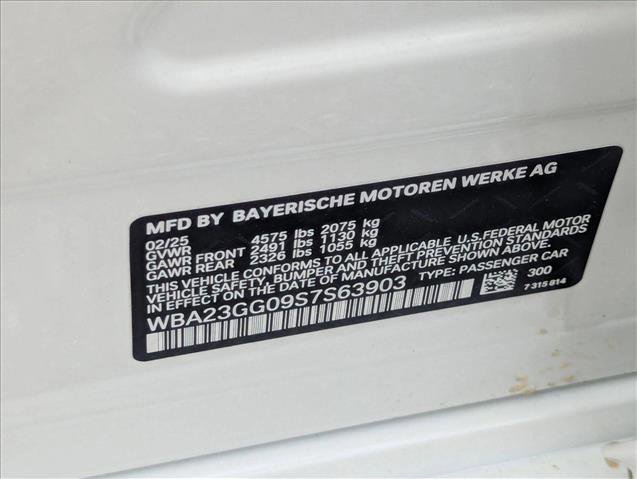 MFD BY BAYERISCHE MOTOREN WERKE AG
02/25
GVWR 4575 lbs 2075 kg
GAWR FRONT 2491 lbs 1130 kg
GAWR REAR 2326 lbs 1055 kg
THIS VEHICLE CONFORMS TO ALL APPLICABLE U.S.FEDERAL MOTOR
VEHICLE SAFETY, BUMPER, AND THEFT PREVENTION STANDARDS
IN EFFECT ON THE DATE OF MANUFACTURE SHOWN ABOVE.
WBA23GG09S7S63903 TYPE: PASSENGER CAR
300
7 315 814